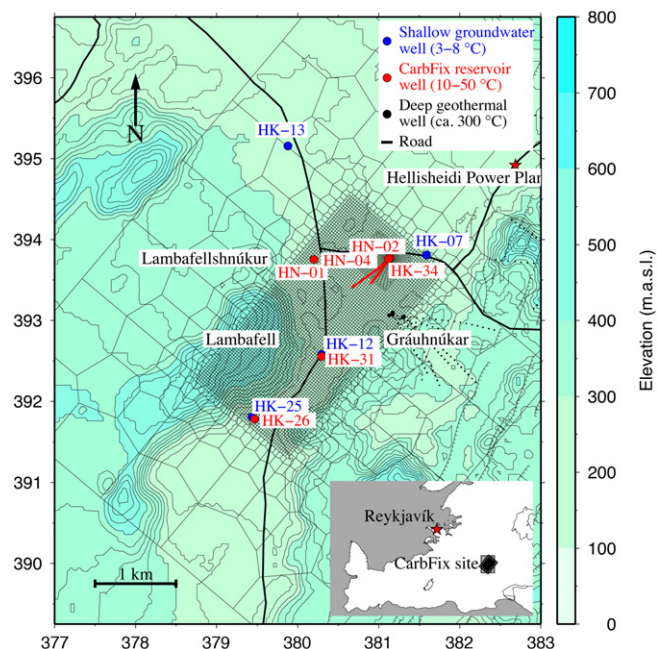 Shallow groundwater
well (3–8 °C)
CarbFix reservoir
well (10–50 °C)
Deep geothermal
well (ca. 300 °C)
Road
N
HK–13
Hellisheidi Power Plan
Lambafellshnúkur
HN–02
HK–07
HN–04
HN–01
HK–34
Lambafell
Gráuhnúkar
HK–12
HK–31
HK–25
HK–26
Reykjavík
CarbFix site
1 km
396
395
394
393
392
391
390
377
378
379
380
381
382
383
800
700
600
500
400
300
200
100
0
Elevation (m.a.s.l.)